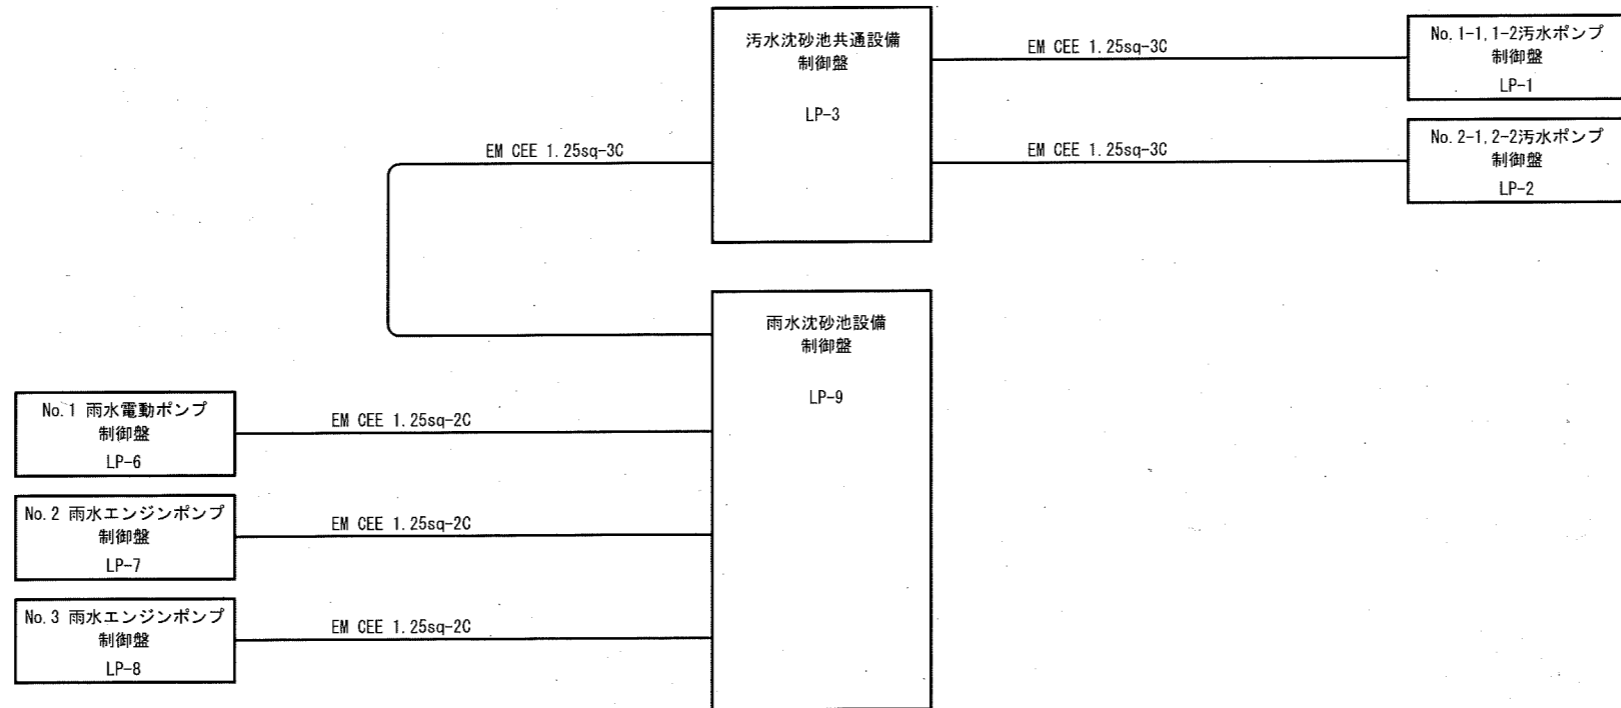 汚水沈砂池共通設備
制御盤
LP-3
EM CEE 1.25sq-3C
No.1-1,1-2汚水ポンプ
制御盤
LP-1
EM CEE 1.25sq-3C
EM CEE 1.25sq-3C
No.2-1,2-2汚水ポンプ
制御盤
LP-2
雨水沈砂池設備
制御盤
LP-9
No.1 雨水電動ポンプ
制御盤
LP-6
EM CEE 1.25sq-2C
No.2 雨水エンジンポンプ
制御盤
LP-7
EM CEE 1.25sq-2C
No.3 雨水エンジンポンプ
制御盤
LP-8
EM CEE 1.25sq-2C